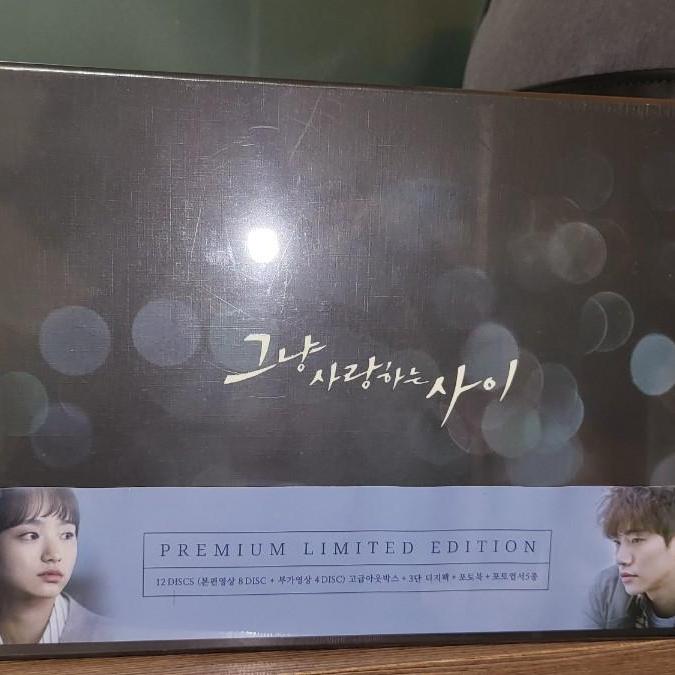 그냥 사랑하는 사이
PREMIUM LIMITED EDITION
12 DISCS (본편영상 8 DISC + 부가영상 4 DISC) 고급아웃박스 + 3단 디지팩 + 포토북 + 포토엽서5종